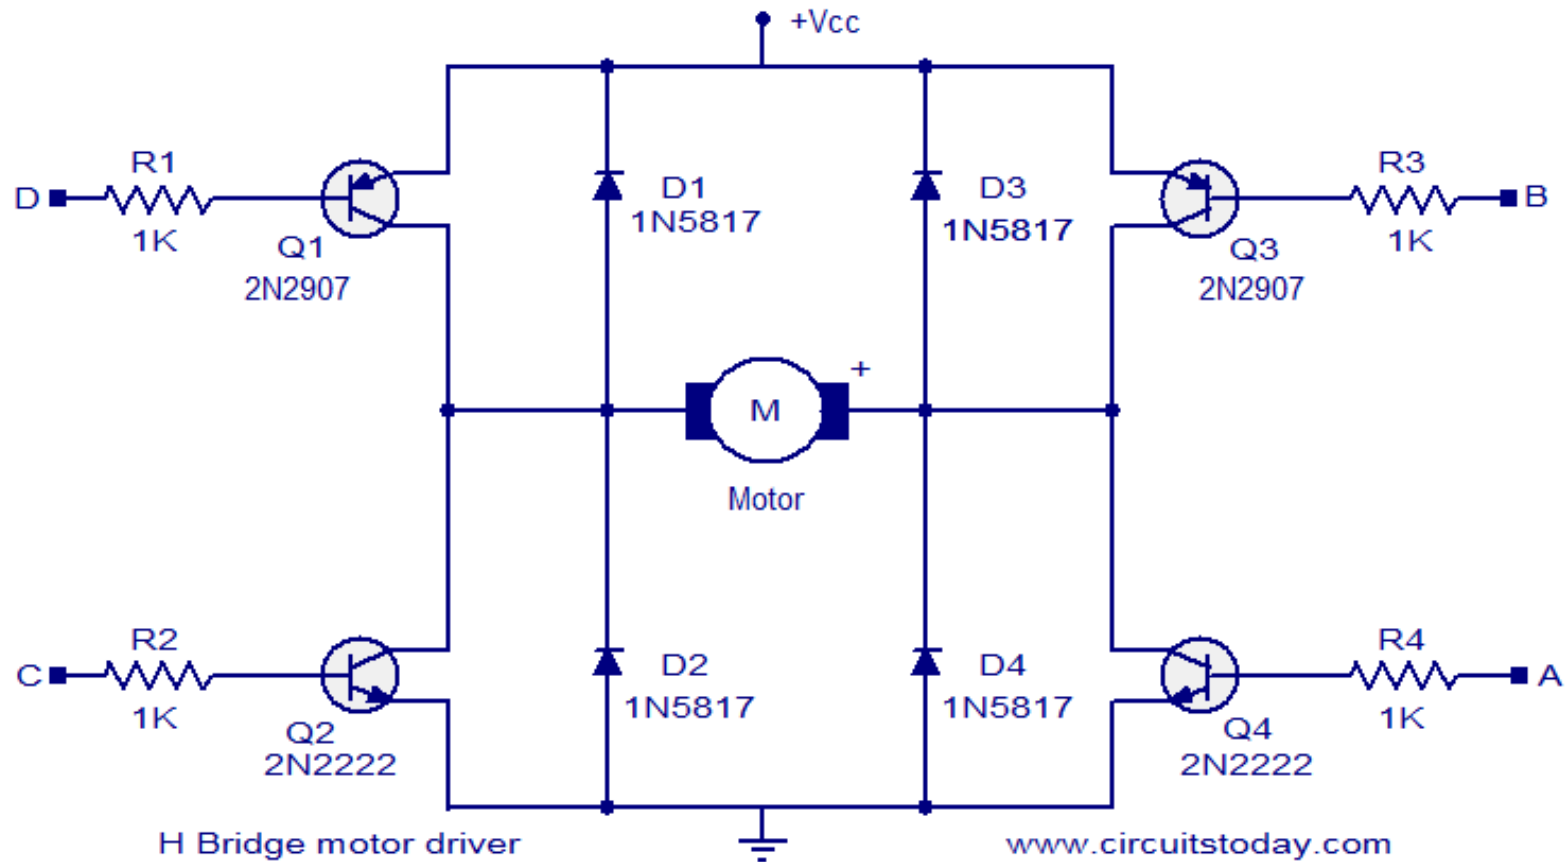 +Vcc
R1
D
1K
Q1
2N2907
D1
1N5817
D3
1N5817
R3
B
1K
Q3
2N2907
+
M
Motor
R2
C
1K
Q2
2N2222
D2
1N5817
D4
1N5817
R4
A
1K
Q4
2N2222
H Bridge motor driver
www.circuitstoday.com